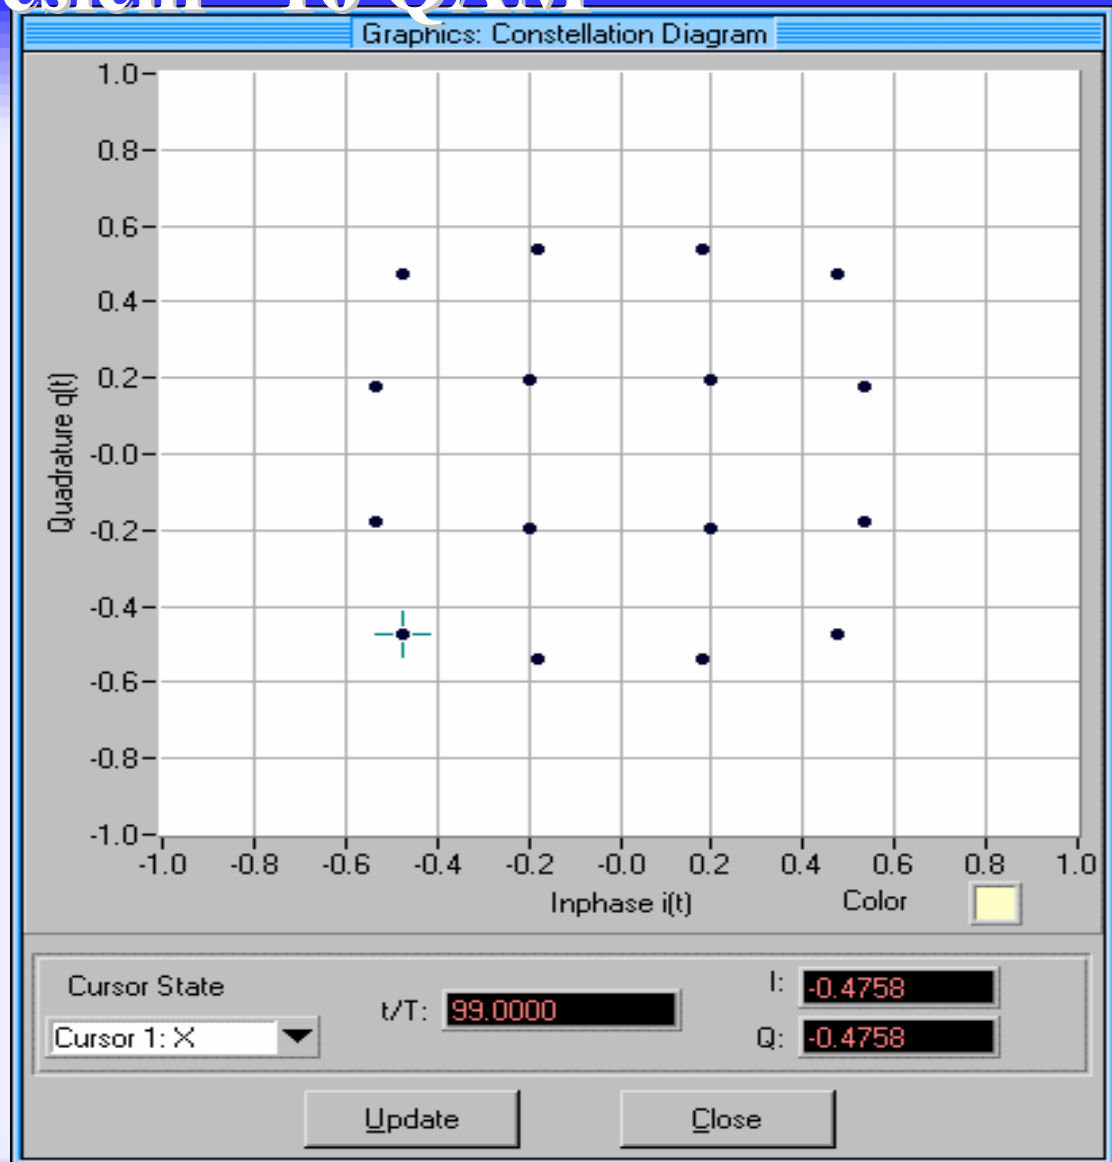 16 QAM
Graphics: Constellation Diagram
1.0
0.8
0.6
0.4
0.2
-0.0
-0.2
-0.4
-0.6
-0.8
-1.0
Quadrature q(t)
-1.0 -0.8 -0.6 -0.4 -0.2 -0.0 0.2 0.4 0.6 0.8 1.0
Inphase i(t)
Color
Cursor State
Cursor 1: X
t/T: 99.0000
I: -0.4758
Q: -0.4758
Update
Close